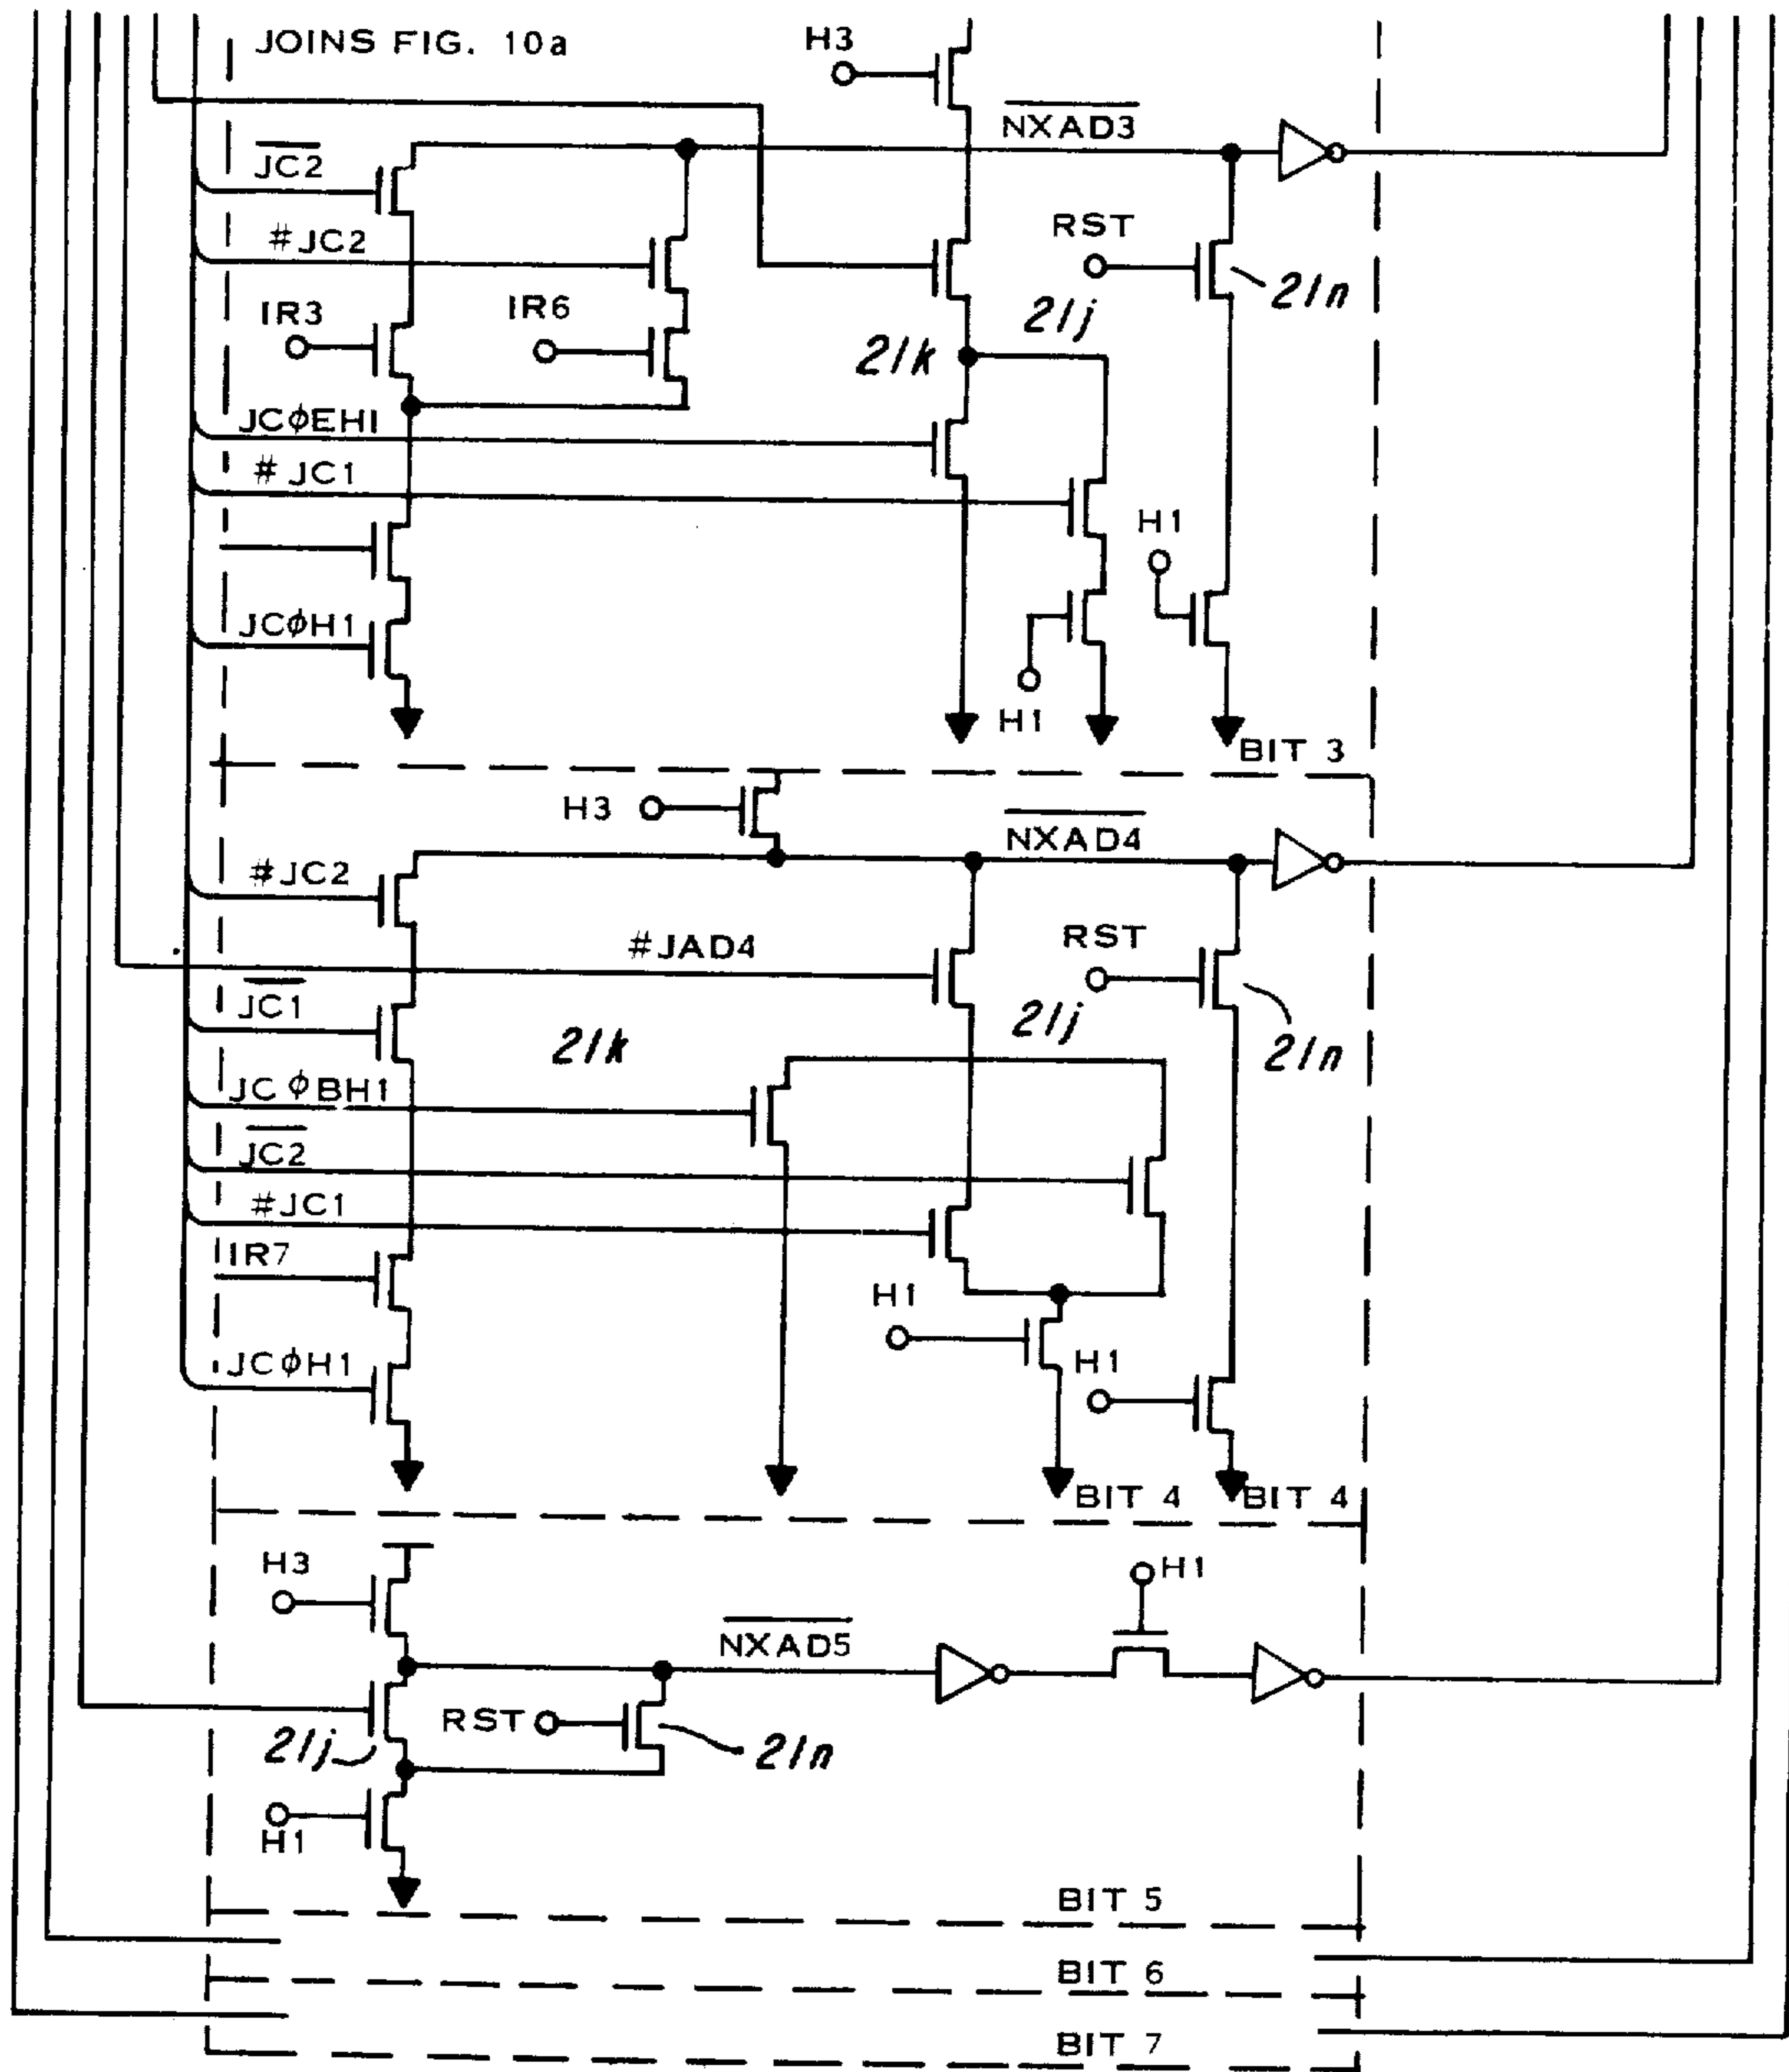 JOINS FIG. 10a
H3
NXAD3
JC2
#JC2
RST
21n
IR3
IR6
21j
21k
JCϕEH1
#JC1
H1
JCϕH1
H1
BIT 3
H3
NXAD4
#JC2
#JAD4
RST
JC1
21j
21n
21k
JCϕBH1
JC2
#JC1
IR7
H1
JCϕH1
H1
BIT 4
BIT 4
H3
H1
NXAD5
RST
21j
21n
H1
BIT 5
BIT 6
BIT 7